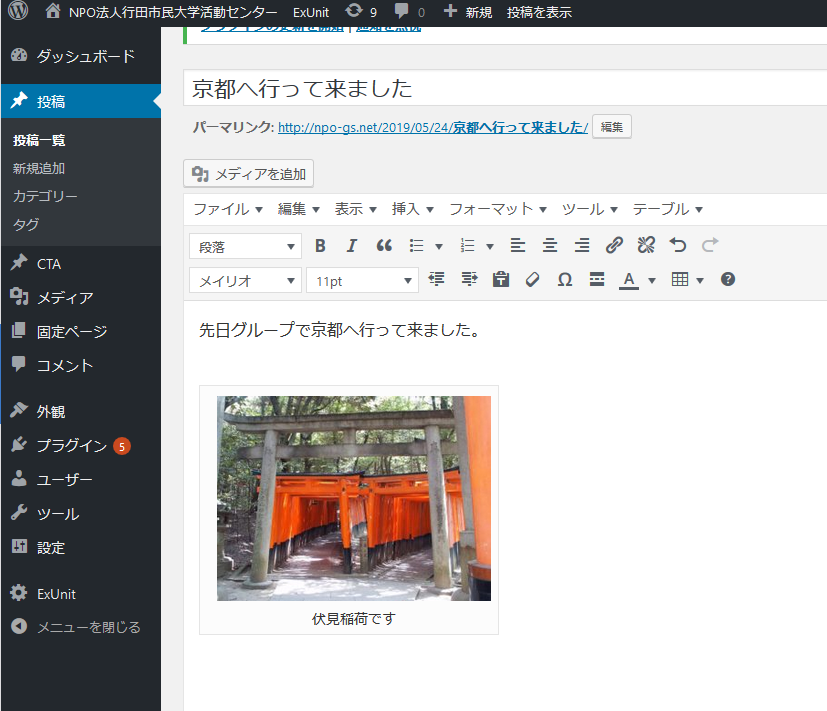 NPO法人行田市民大学活動センター ExUnit 9 0 新規 投稿を表示
ダッシュボード
投稿
投稿一覧
新規追加
カテゴリー
タグ
CTA
メディア
固定ページ
コメント
外観
プラグイン 5
ユーザー
ツール
設定
ExUnit
メニューを閉じる
京都へ行って来ました
パーマリンク: http://npo-gs.net/2019/05/24/京都へ行って来ました/ 編集
メディアを追加
ファイル 編集 表示 挿入 フォーマット ツール テーブル
段落
メイリオ 11pt
先日グループで京都へ行って来ました。
伏見稲荷です